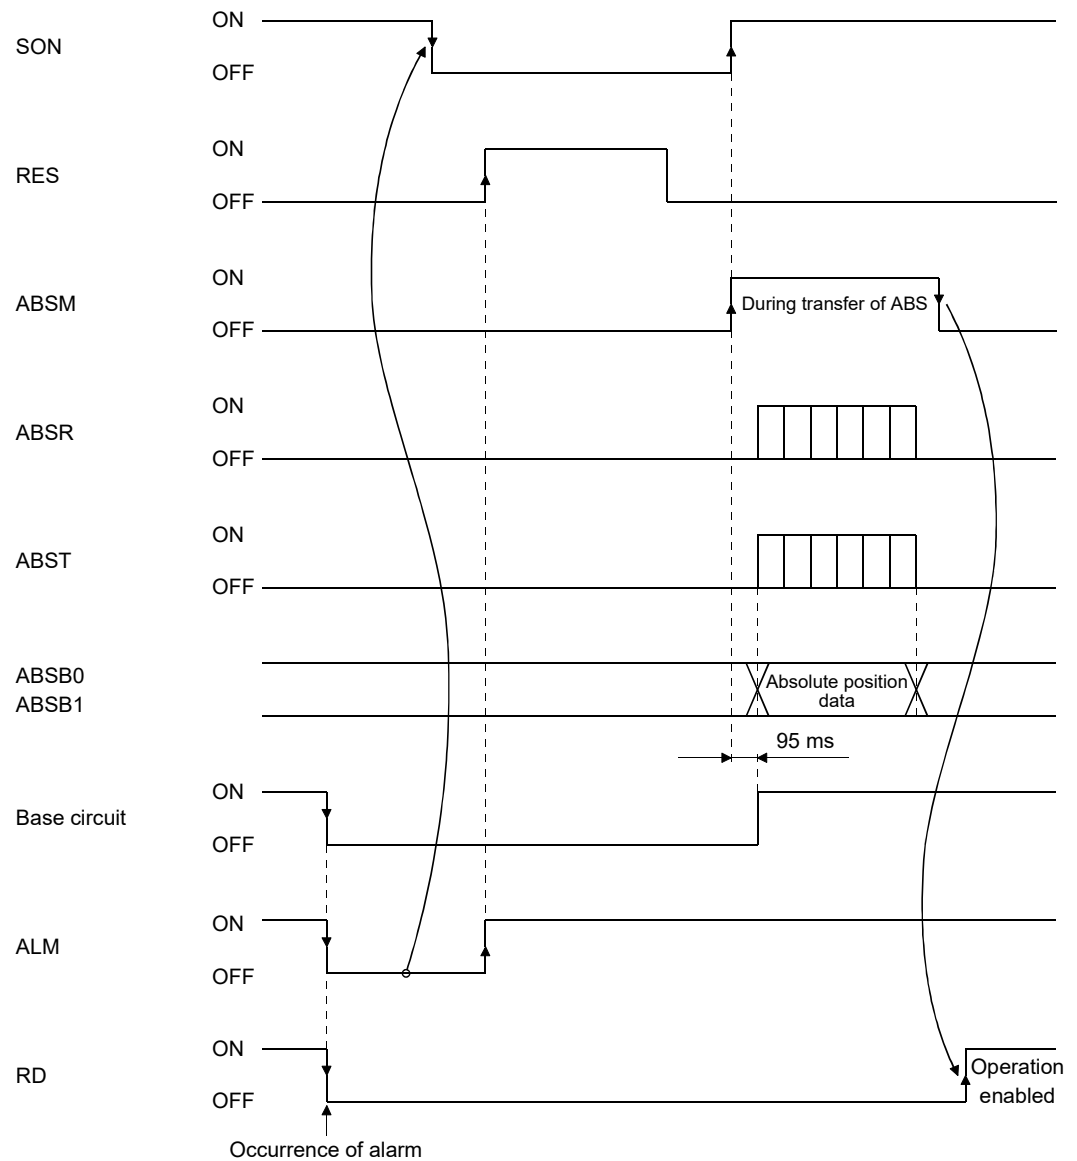 ON
SON
OFF
ON
RES
OFF
ON
ABSM
During transfer of ABS
OFF
ON
ABSR
OFF
ON
ABST
OFF
ABSB0
ABSB1
Absolute position
data
95 ms
ON
Base circuit
OFF
ON
ALM
OFF
ON
RD
OFF
Operation
enabled
Occurrence of alarm